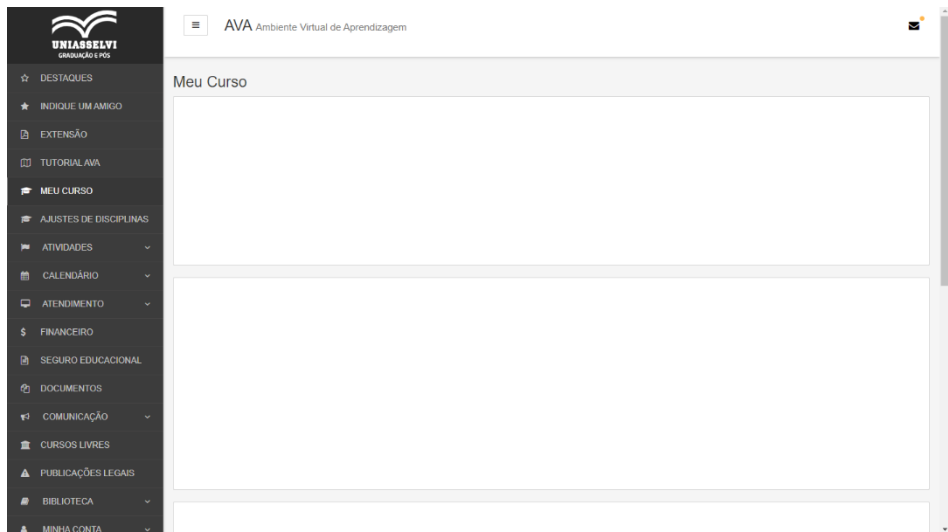 UNIASSELVI
GRADUAÇÃO E PÓS
AVA Ambiente Virtual de Aprendizagem
DESTAQUES
INDIQUE UM AMIGO
EXTENSÃO
TUTORIAL AVA
MEU CURSO
AJUSTES DE DISCIPLINAS
ATIVIDADES
CALENDÁRIO
ATENDIMENTO
FINANCEIRO
SEGURO EDUCACIONAL
DOCUMENTOS
COMUNICAÇÃO
CURSOS LIVRES
PUBLICAÇÕES LEGAIS
BIBLIOTECA
MINHA CONTA
Meu Curso